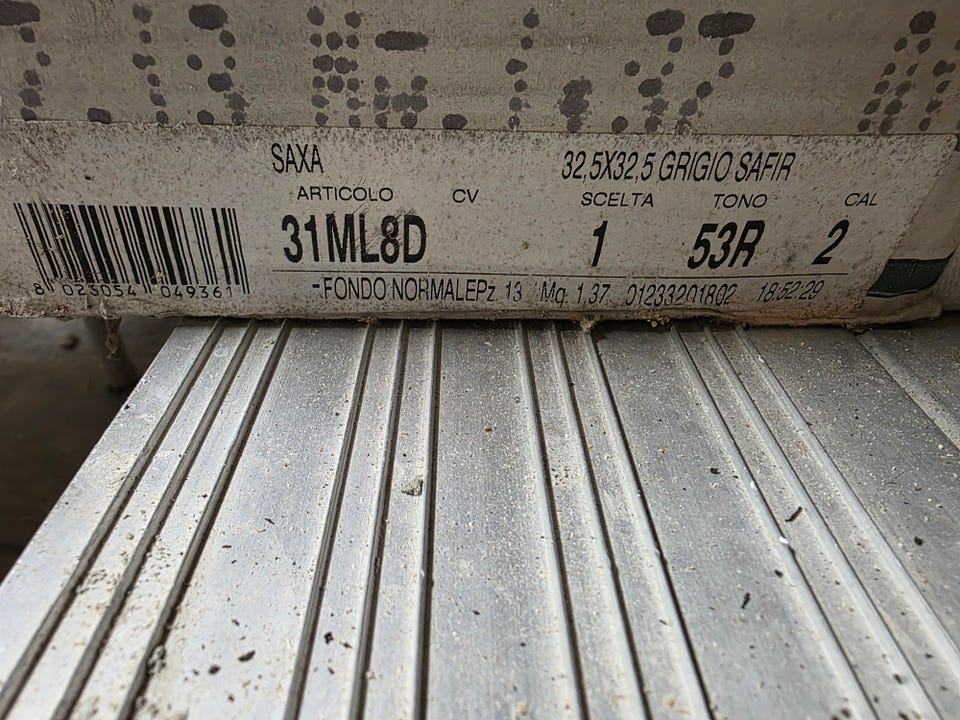 SAXA 32,5X32,5 GRIGIO SAFIR
ARTICOLO CV SCELTA TONO CAL
31ML8D 1 53R 2
8 023054 049361
-FONDO NORMALEPz. 13 Mq. 1,37 01233201802 18:52:29